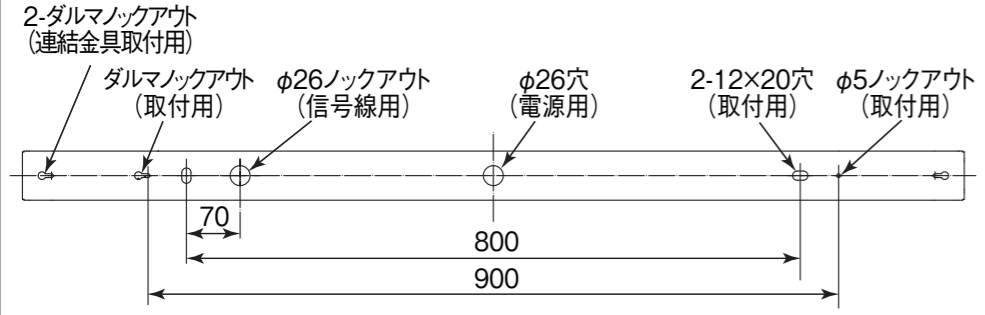 2-ダルマノックアウト
(連結金具取付用)
ダルマノックアウト
(取付用)
φ26ノックアウト
(信号線用)
φ26穴
(電源用)
2-12×20穴
(取付用)
φ5ノックアウト
(取付用)
70
800
900